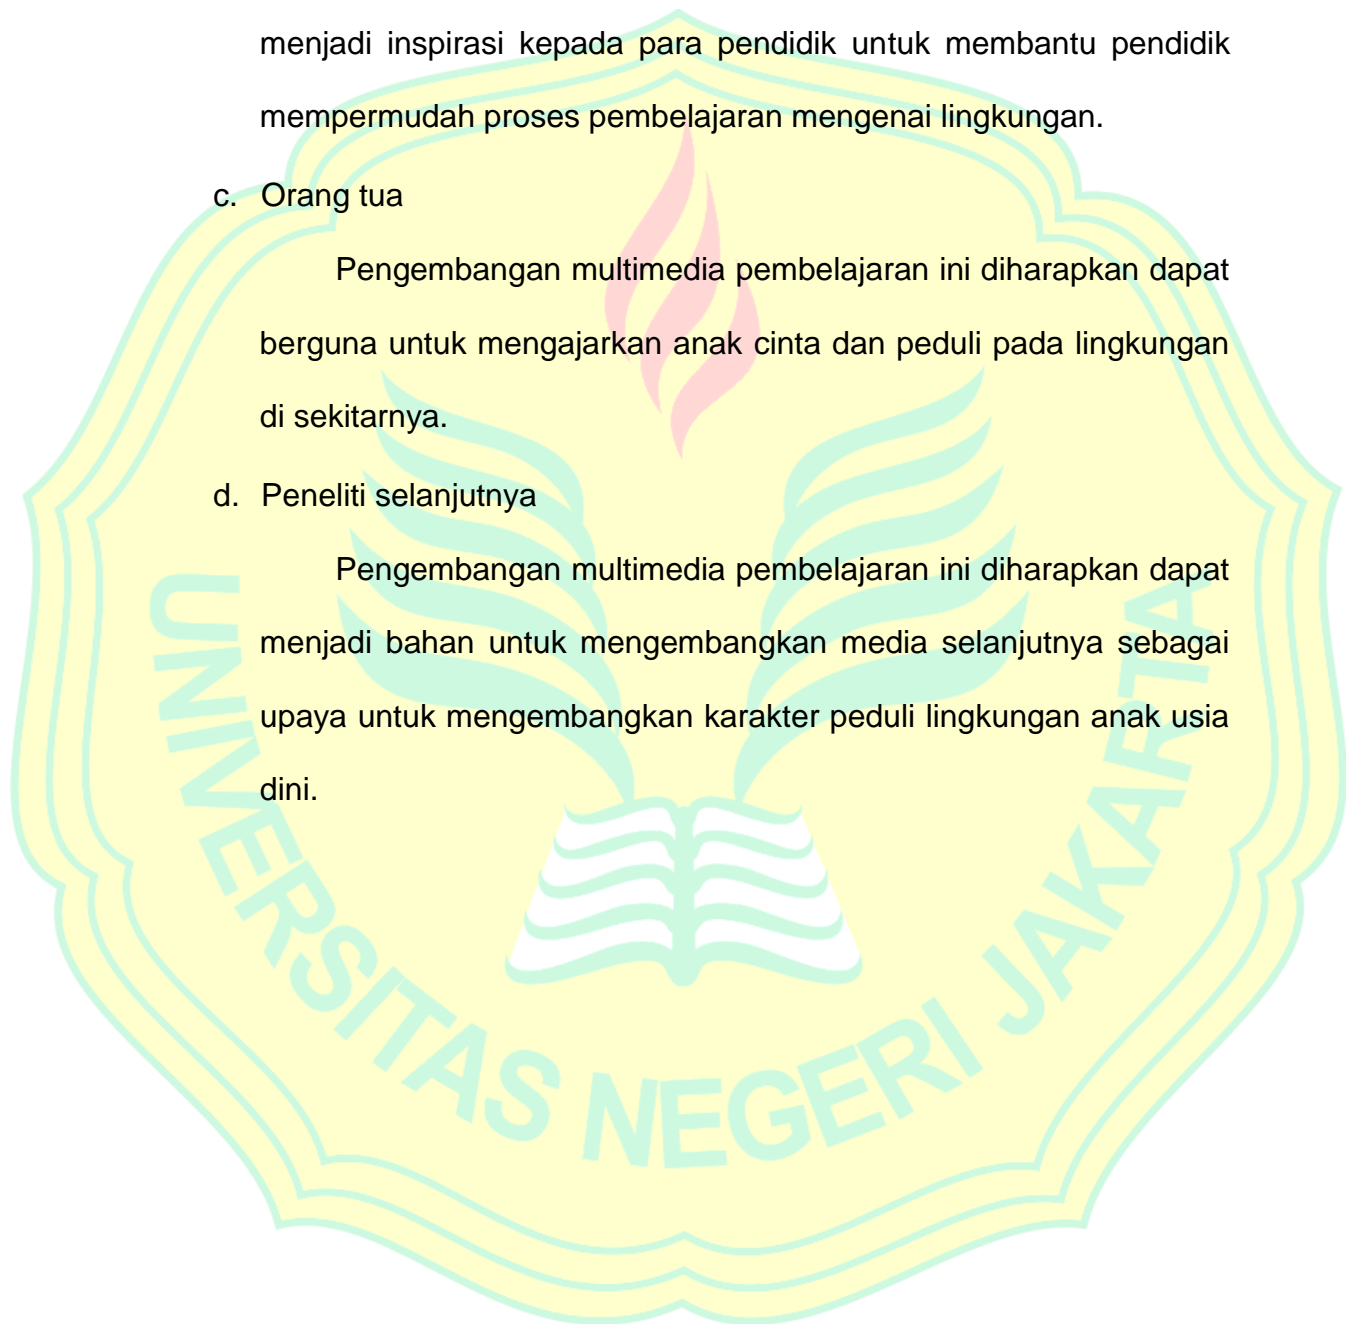 menjadi inspirasi kepada para pendidik untuk membantu pendidik
mempermudah proses pembelajaran mengenai lingkungan.
c. Orang tua
Pengembangan multimedia pembelajaran ini diharapkan dapat
berguna untuk mengajarkan anak cinta dan peduli pada lingkungan
di sekitarnya.
d. Peneliti selanjutnya
Pengembangan multimedia pembelajaran ini diharapkan dapat
menjadi bahan untuk mengembangkan media selanjutnya sebagai
upaya untuk mengembangkan karakter peduli lingkungan anak usia
dini.
UNIVERSITAS NEGERI JAKARTA